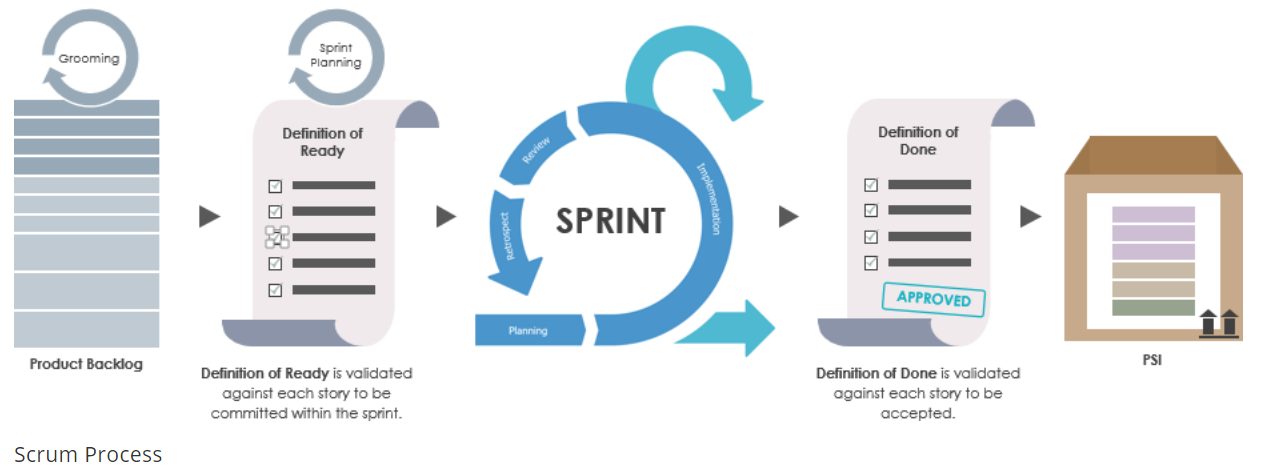 Grooming
Sprint
Planning
Definition of
Ready
Review
Retrospect
Implementation
SPRINT
Planning
Definition of
Done
APPROVED
Product Backlog
Definition of Ready is validated
against each story to be
committed within the sprint.
Definition of Done is validated
against each story to be
accepted.
PSI
Scrum Process